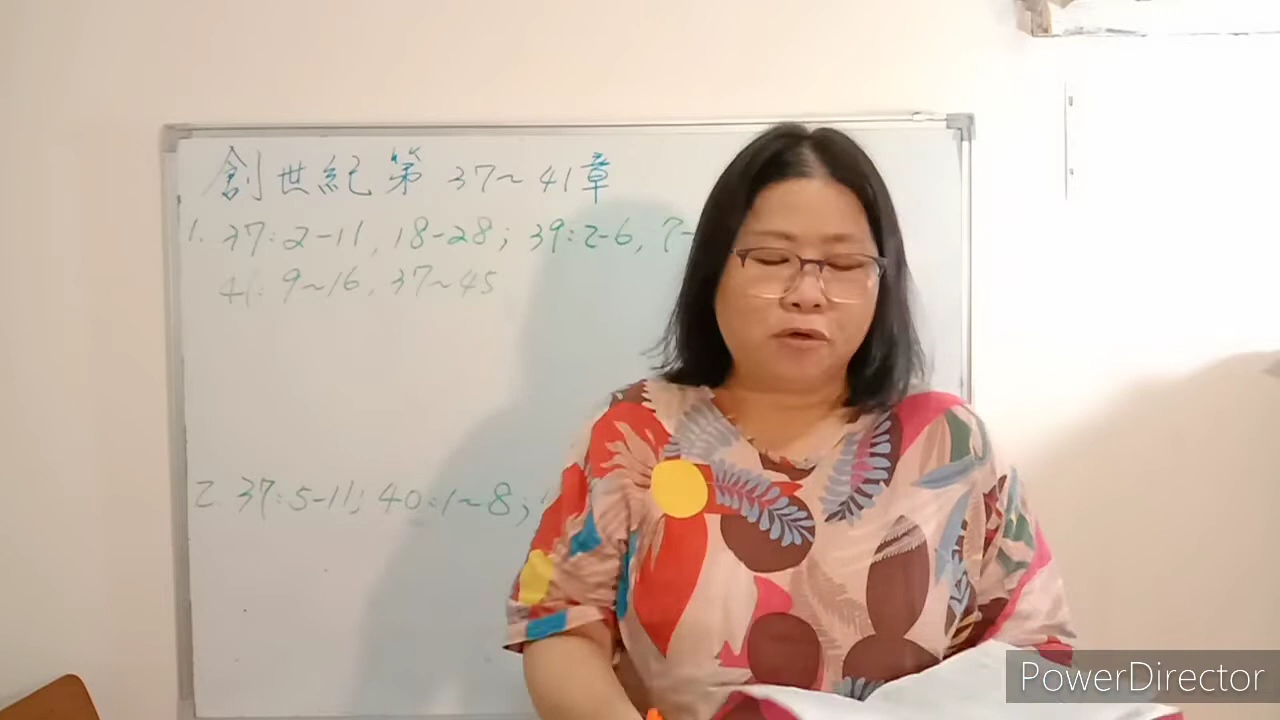 創世紀第 37~41章
1. 37:2-11, 18-28; 39:2-6, 7-
41: 9~16, 37~45
2. 37:5-11; 40:1~8;
PowerDirector